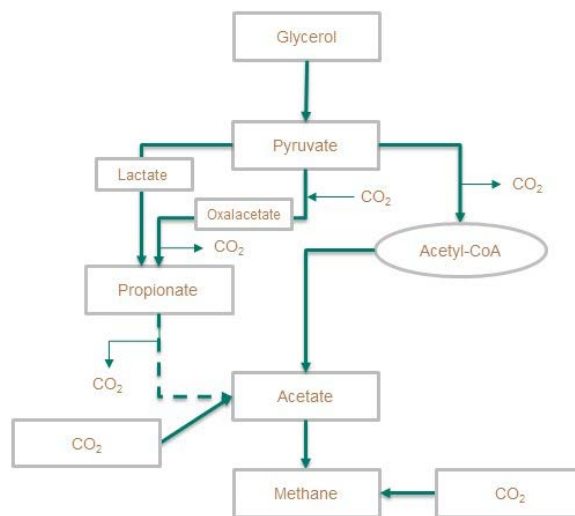 Glycerol
Pyruvate
Lactate
CO₂
CO₂
Oxalacetate
CO₂
Acetyl-CoA
Propionate
CO₂
Acetate
CO₂
Methane
CO₂